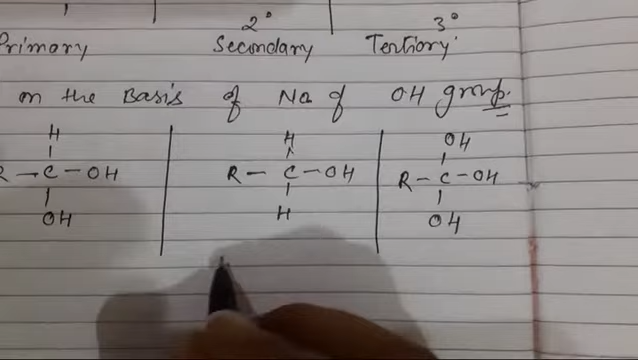 2° 3°
Primary Secondary Tertiory
on the Basis of No of OH group.
H H OH
R - C - OH R - C - OH R - C - OH
OH H OH